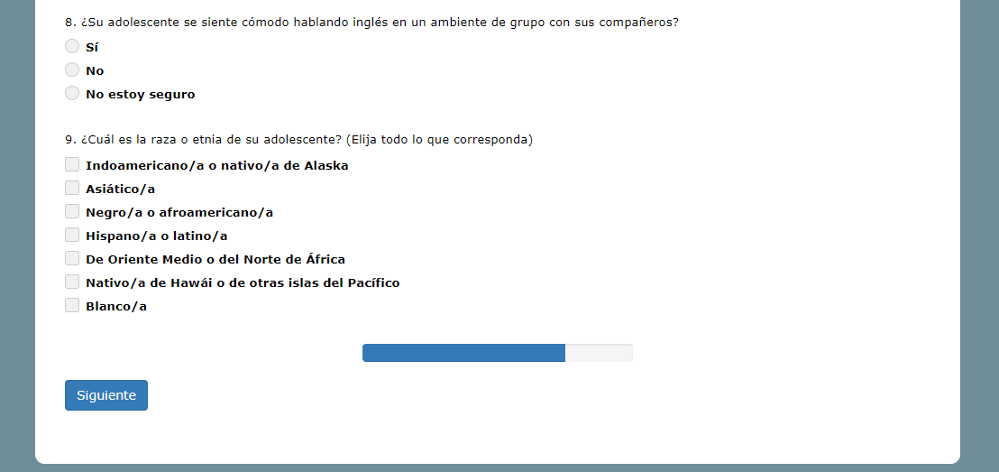 8. ¿Su adolescente se siente cómodo hablando inglés en un ambiente de grupo con sus compañeros?
Sí
No
No estoy seguro
9. ¿Cuál es la raza o etnia de su adolescente? (Elija todo lo que corresponda)
Indoamericano/a o nativo/a de Alaska
Asiático/a
Negro/a o afroamericano/a
Hispano/a o latino/a
De Oriente Medio o del Norte de África
Nativo/a de Hawái o de otras islas del Pacífico
Blanco/a
Siguiente